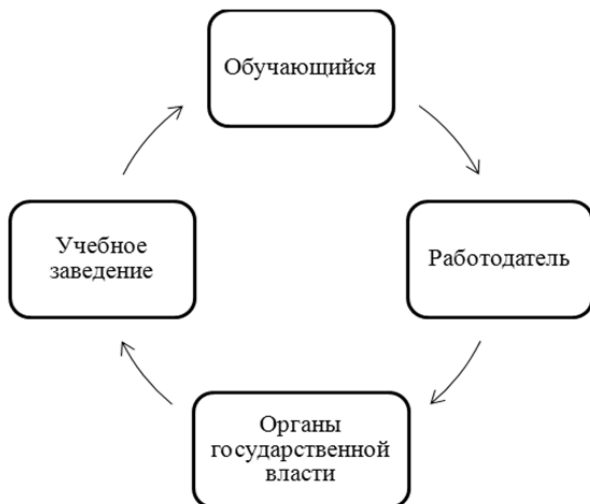 Обучающийся
Учебное
заведение
Работодатель
Органы
государственной
власти